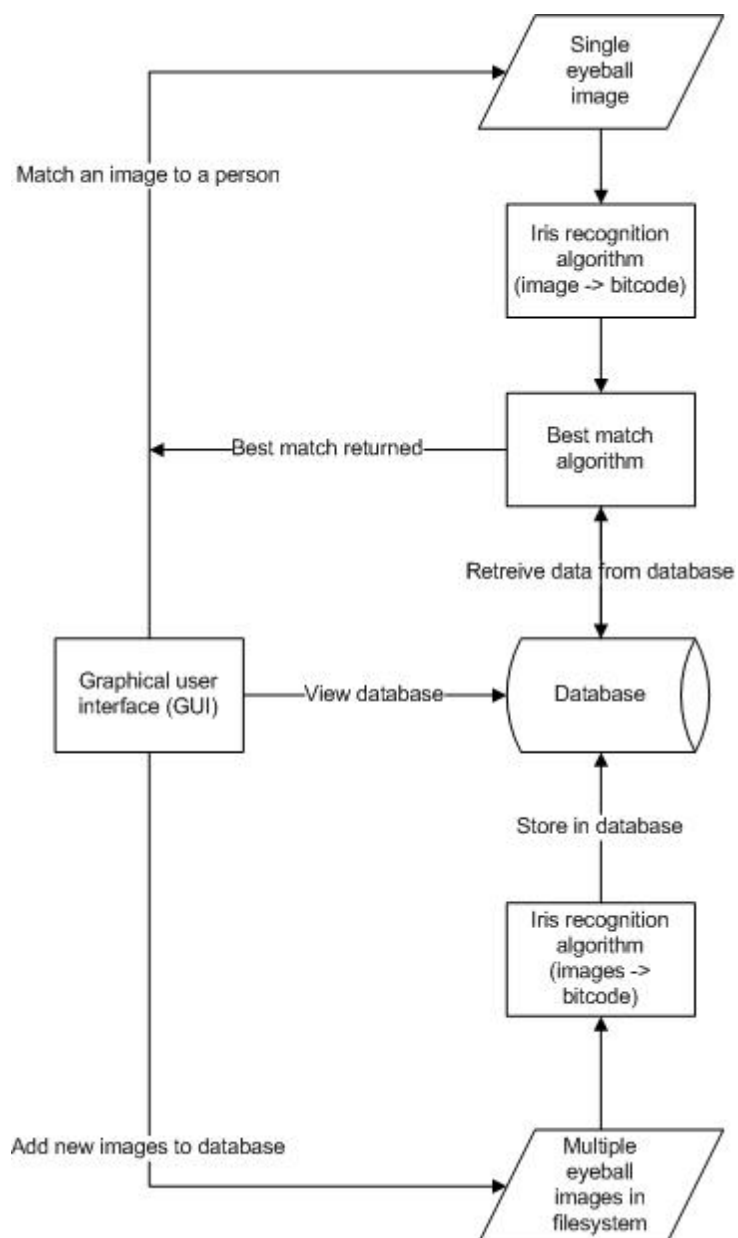 Single
eyeball
image
Match an image to a person
Iris recognition
algorithm
(image -> bitcode)
Best match returned
Best match
algorithm
Retreive data from database
Graphical user
interface (GUI)
View database
Database
Store in database
Iris recognition
algorithm
(images ->
bitcode)
Add new images to database
Multiple
eyeball
images in
filesystem